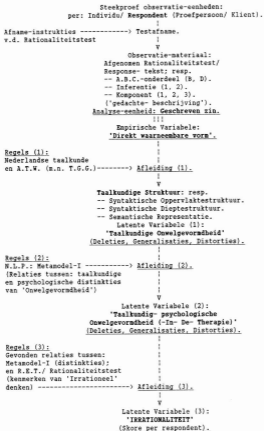 Steekproef observatie-eenheden:
per: Individu/ Respondent (Proefpersoon/ Klient).
Afname-instrukties ------------> Testafname.
v.d. Rationaliteitstest
V
Observatie-materiaal:
Afgenomen Rationaliteitstest/
Response- tekst; resp.
-- A.B.C.-onderdeel (B, D).
-- Inferentie (1, 2).
-- Komponent (1, 2, 3).
('gedachte- beschrijving').
Analyse-eenheid: Geschreven zin.
Empirische Variabele:
'Direkt waarneembare vorm'.
Regels (1):
Nederlandse taalkunde
en A.T.W. (m.n. T.G.G.)--------> Afleiding (1).
V
Taalkundige Struktuur: resp.
-- Syntaktische Oppervlaktestruktuur.
-- Syntaktische Dieptestruktuur.
-- Semantische Representatie.
Latente Variabele (1):
'Taalkundige Onwelgevormdheid'
(Deleties, Generalisaties, Distorties).
Regels (2):
N.L.P.: Metamodel-I -----------> Afleiding (2).
(Relaties tussen: taalkundige
en psychologische distinkties
van 'Onwelgevormdheid')
V
Latente Variabele (2):
'Taalkundig- psychologische
Onwelgevormdheid (-In- De- Therapie)'
(Deleties, Generalisaties, Distorties).
Regels (3):
Gevonden relaties tussen:
Metamodel-I (distinkties);
en R.E.T./ Rationaliteitstest
(kenmerken van 'Irrationeel'
denken) ---------------------> Afleiding (3).
V
Latente Variabele (3):
'IRRATIONALITEIT'
(Skore per respondent).